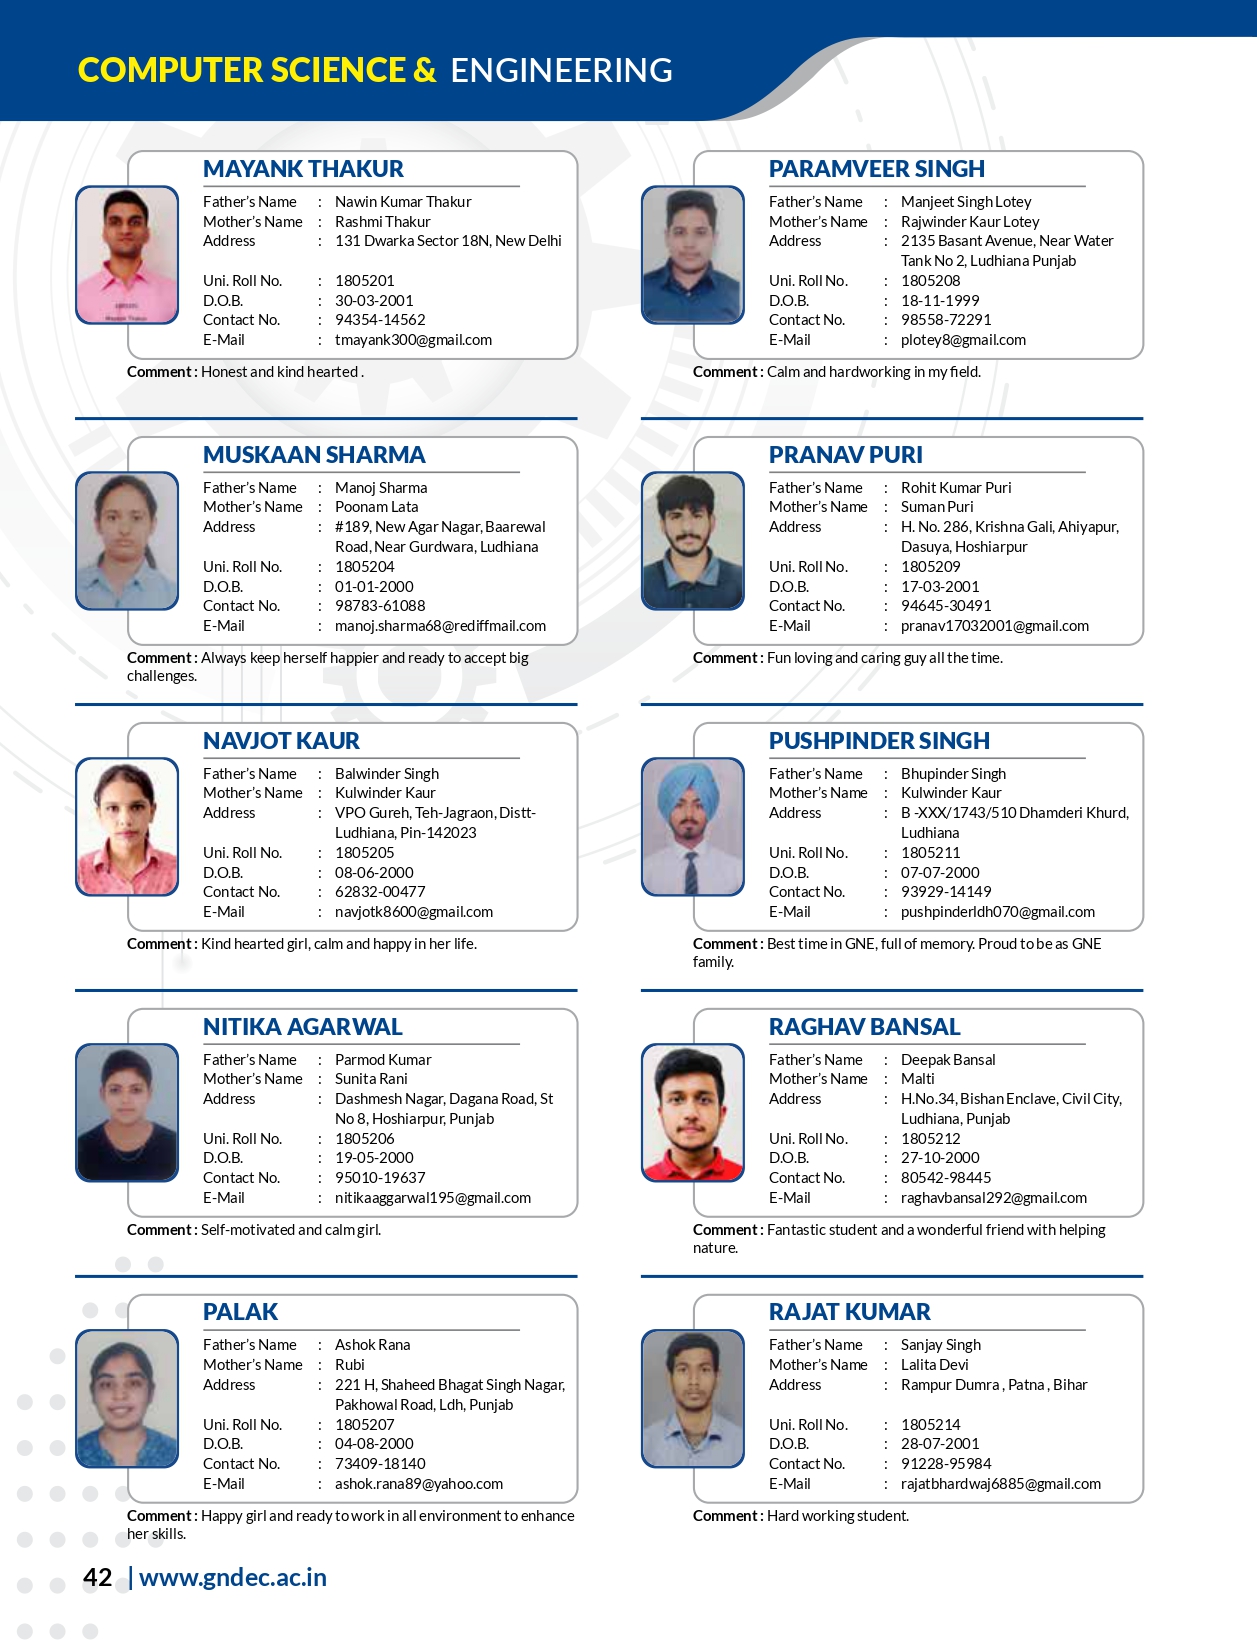 COMPUTER SCIENCE & ENGINEERING
MAYANK THAKUR
Father's Name : Nawin Kumar Thakur
Mother's Name : Rashmi Thakur
Address : 131 Dwarka Sector 18N, New Delhi
Uni. Roll No. : 1805201
D.O.B. : 30-03-2001
Contact No. : 94354-14562
E-Mail : tmayank300@gmail.com
Comment : Honest and kind hearted .
MUSKAAN SHARMA
Father's Name : Manoj Sharma
Mother's Name : Poonam Lata
Address : #189, New Agar Nagar, Baarewal
Road, Near Gurdwara, Ludhiana
Uni. Roll No. : 1805204
D.O.B. : 01-01-2000
Contact No. : 98783-61088
E-Mail : manoj.sharma68@rediffmail.com
Comment : Always keep herself happier and ready to accept big
challenges.
NAVJOT KAUR
Father's Name : Balwinder Singh
Mother's Name : Kulwinder Kaur
Address : VPO Gureh, Teh-Jagraon, Distt-
Ludhiana, Pin-142023
Uni. Roll No. : 1805205
D.O.B. : 08-06-2000
Contact No. : 62832-00477
E-Mail : navjotk8600@gmail.com
Comment : Kind hearted girl, calm and happy in her life.
NITIKA AGARWAL
Father's Name : Parmod Kumar
Mother's Name : Sunita Rani
Address : Dashmesh Nagar, Dagana Road, St
No 8, Hoshiarpur, Punjab
Uni. Roll No. : 1805206
D.O.B. : 19-05-2000
Contact No. : 95010-19637
E-Mail : nitikaaggarwal195@gmail.com
Comment : Self-motivated and calm girl.
PALAK
Father's Name : Ashok Rana
Mother's Name : Rubi
Address : 221 H, Shaheed Bhagat Singh Nagar,
Pakhowal Road, Ldh, Punjab
Uni. Roll No. : 1805207
D.O.B. : 04-08-2000
Contact No. : 73409-18140
E-Mail : ashok.rana89@yahoo.com
Comment : Happy girl and ready to work in all environment to enhance
her skills.
PARAMVEER SINGH
Father's Name : Manjeet Singh Lotey
Mother's Name : Rajwinder Kaur Lotey
Address : 2135 Basant Avenue, Near Water
Tank No 2, Ludhiana Punjab
Uni. Roll No. : 1805208
D.O.B. : 18-11-1999
Contact No. : 98558-72291
E-Mail : plotey8@gmail.com
Comment : Calm and hardworking in my field.
PRANAV PURI
Father's Name : Rohit Kumar Puri
Mother's Name : Suman Puri
Address : H. No. 286, Krishna Gali, Ahiyapur,
Dasuya, Hoshiarpur
Uni. Roll No. : 1805209
D.O.B. : 17-03-2001
Contact No. : 94645-30491
E-Mail : pranav17032001@gmail.com
Comment : Fun loving and caring guy all the time.
PUSHPINDER SINGH
Father's Name : Bhupinder Singh
Mother's Name : Kulwinder Kaur
Address : B -XXX/1743/510 Dhamderi Khurd,
Ludhiana
Uni. Roll No. : 1805211
D.O.B. : 07-07-2000
Contact No. : 93929-14149
E-Mail : pushpinderldh070@gmail.com
Comment : Best time in GNE, full of memory. Proud to be as GNE
family.
RAGHAV BANSAL
Father's Name : Deepak Bansal
Mother's Name : Malti
Address : H.No.34, Bishan Enclave, Civil City,
Ludhiana, Punjab
Uni. Roll No. : 1805212
D.O.B. : 27-10-2000
Contact No. : 80542-98445
E-Mail : raghavbansal292@gmail.com
Comment : Fantastic student and a wonderful friend with helping
nature.
RAJAT KUMAR
Father's Name : Sanjay Singh
Mother's Name : Lalita Devi
Address : Rampur Dumra , Patna , Bihar
Uni. Roll No. : 1805214
D.O.B. : 28-07-2001
Contact No. : 91228-95984
E-Mail : rajatbhardwaj6885@gmail.com
Comment : Hard working student.
42 | www.gndec.ac.in